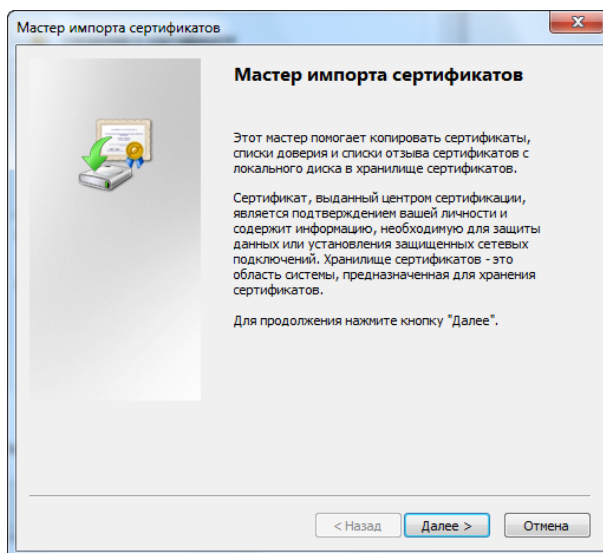 Мастер импорта сертификатов
Мастер импорта сертификатов
Этот мастер помогает копировать сертификаты,
списки доверия и списки отзыва сертификатов с
локального диска в хранилище сертификатов.
Сертификат, выданный центром сертификации,
является подтверждением вашей личности и
содержит информацию, необходимую для защиты
данных или установления защищенных сетевых
подключений. Хранилище сертификатов - это
область системы, предназначенная для хранения
сертификатов.
Для продолжения нажмите кнопку "Далее".
< Назад Далее > Отмена